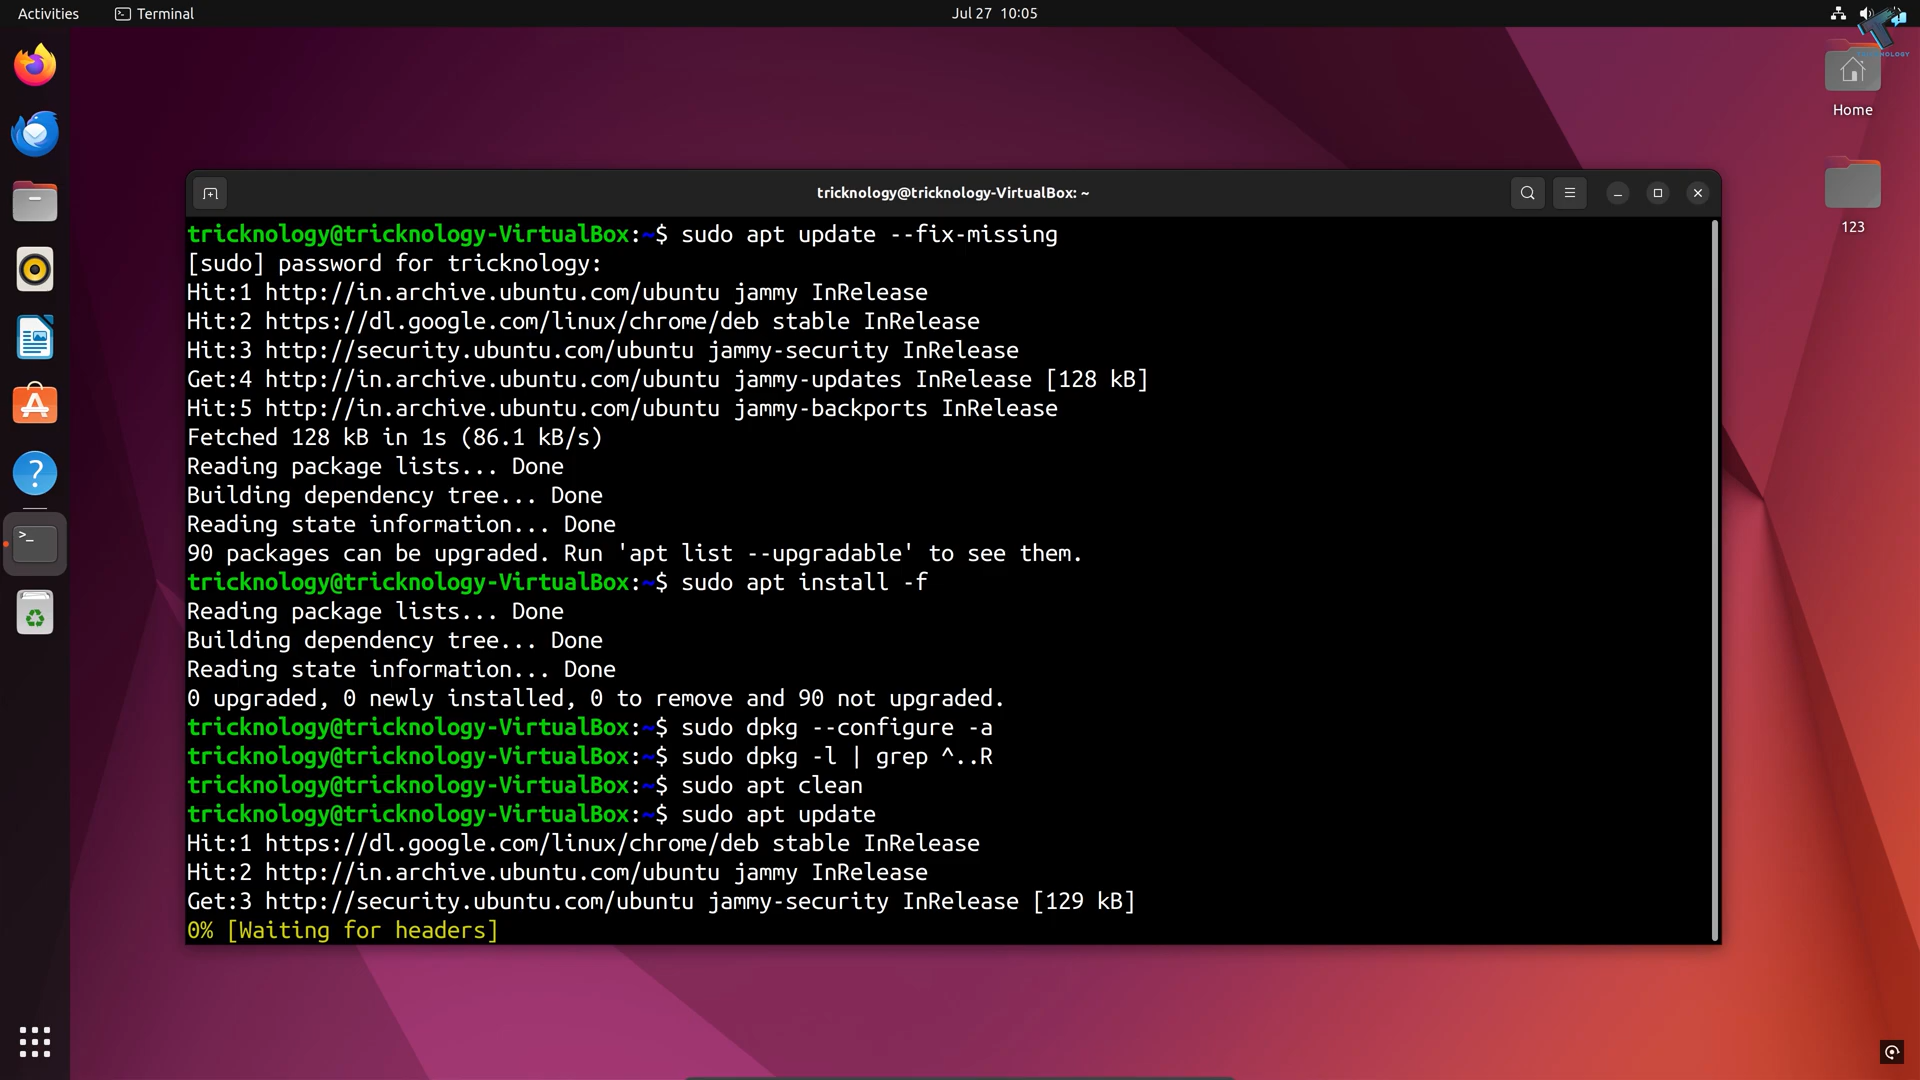 Activities
Terminal
Jul 27 10:05
Home
123
tricknology@tricknology-VirtualBox: ~
tricknology@tricknology-VirtualBox:~$ sudo apt update --fix-missing
[sudo] password for tricknology:
Hit:1 http://in.archive.ubuntu.com/ubuntu jammy InRelease
Hit:2 https://dl.google.com/linux/chrome/deb stable InRelease
Hit:3 http://security.ubuntu.com/ubuntu jammy-security InRelease
Get:4 http://in.archive.ubuntu.com/ubuntu jammy-updates InRelease [128 kB]
Hit:5 http://in.archive.ubuntu.com/ubuntu jammy-backports InRelease
Fetched 128 kB in 1s (86.1 kB/s)
Reading package lists... Done
Building dependency tree... Done
Reading state information... Done
90 packages can be upgraded. Run 'apt list --upgradable' to see them.
tricknology@tricknology-VirtualBox:~$ sudo apt install -f
Reading package lists... Done
Building dependency tree... Done
Reading state information... Done
0 upgraded, 0 newly installed, 0 to remove and 90 not upgraded.
tricknology@tricknology-VirtualBox:~$ sudo dpkg --configure -a
tricknology@tricknology-VirtualBox:~$ sudo dpkg -l | grep ^..R
tricknology@tricknology-VirtualBox:~$ sudo apt clean
tricknology@tricknology-VirtualBox:~$ sudo apt update
Hit:1 https://dl.google.com/linux/chrome/deb stable InRelease
Hit:2 http://in.archive.ubuntu.com/ubuntu jammy InRelease
Get:3 http://security.ubuntu.com/ubuntu jammy-security InRelease [129 kB]
0% [Waiting for headers]